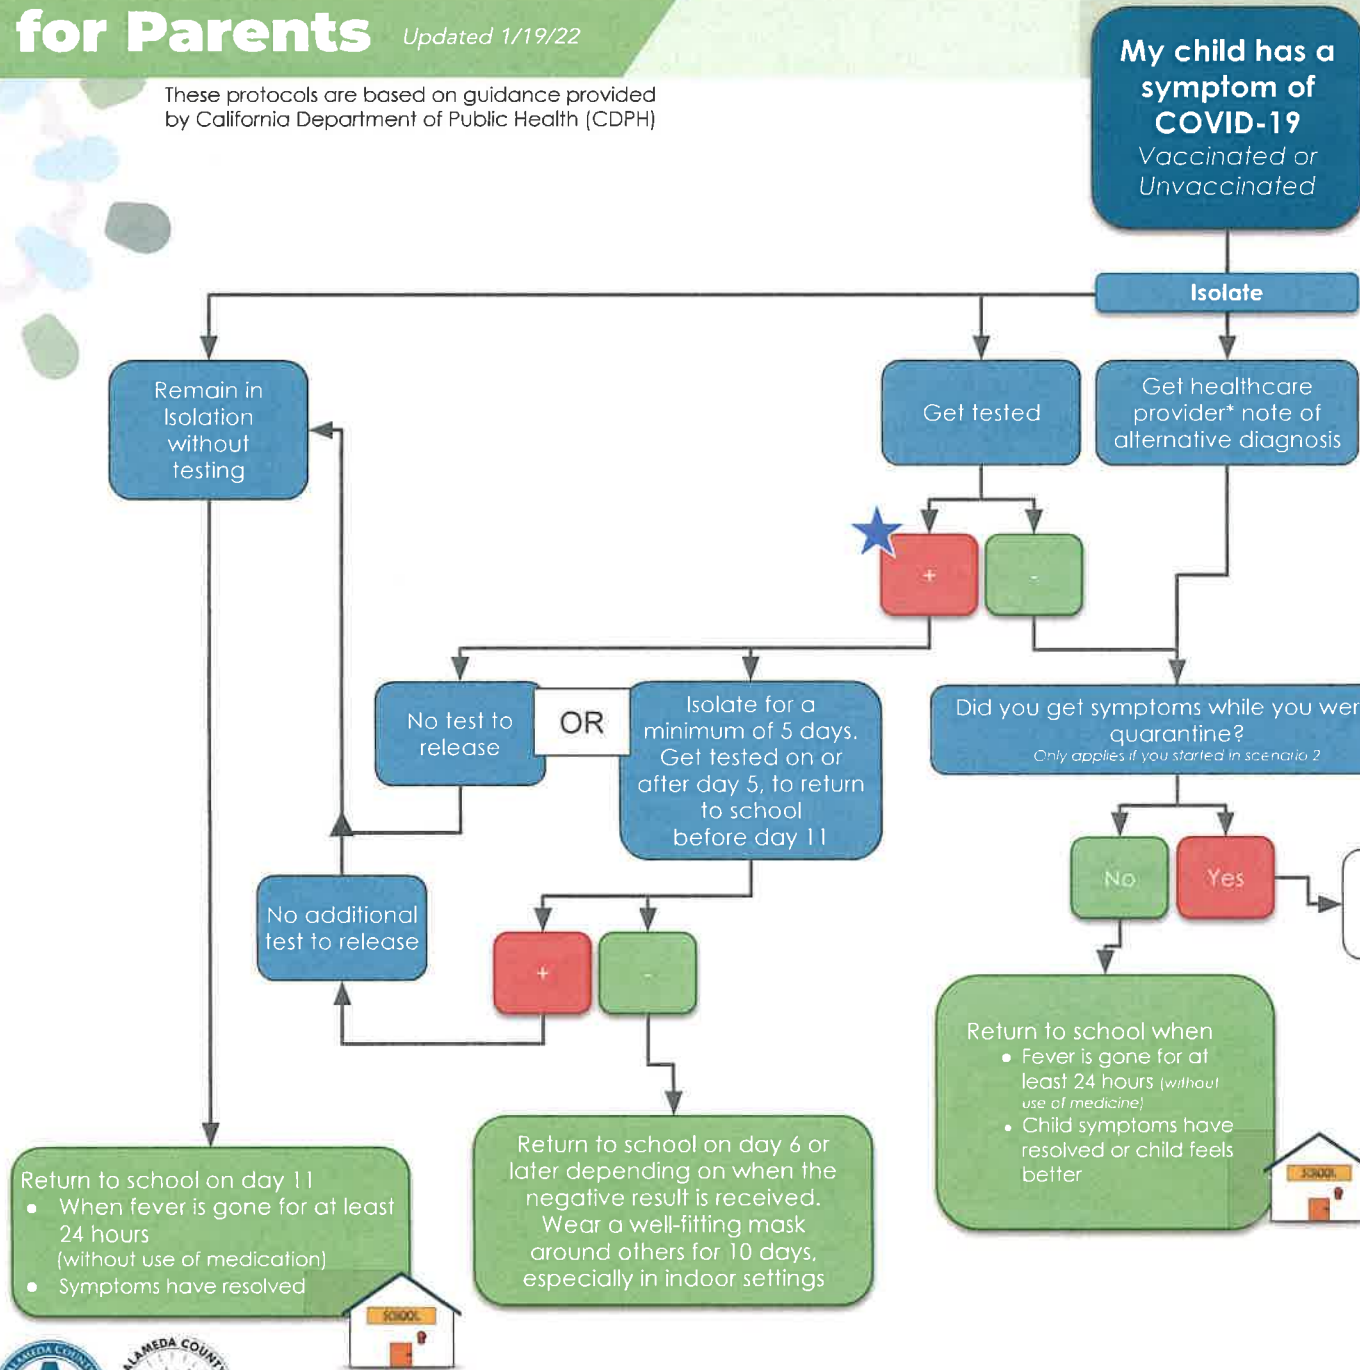 for Parents Updated 1/19/22
These protocols are based on guidance provided
by California Department of Public Health (CDPH)
My child has a
symptom of
COVID-19
Vaccinated or
Unvaccinated
Isolate
Remain in
Isolation
without
testing
Get tested
Get healthcare
provider* note of
alternative diagnosis
+
-
No test to
release
OR
Isolate for a
minimum of 5 days.
Get tested on or
after day 5, to return
to school
before day 11
Did you get symptoms while you wer
quarantine?
Only applies if you started in scenario 2
No
Yes
No additional
test to release
+
-
Return to school when
• Fever is gone for at
least 24 hours (without
use of medicine)
• Child symptoms have
resolved or child feels
better
SCHOOL
Return to school on day 11
• When fever is gone for at least
24 hours
(without use of medication)
• Symptoms have resolved
SCHOOL
Return to school on day 6 or
later depending on when the
negative result is received.
Wear a well-fitting mask
around others for 10 days,
especially in indoor settings
ALAMEDA COUNTY
ALAMEDA COUNTY